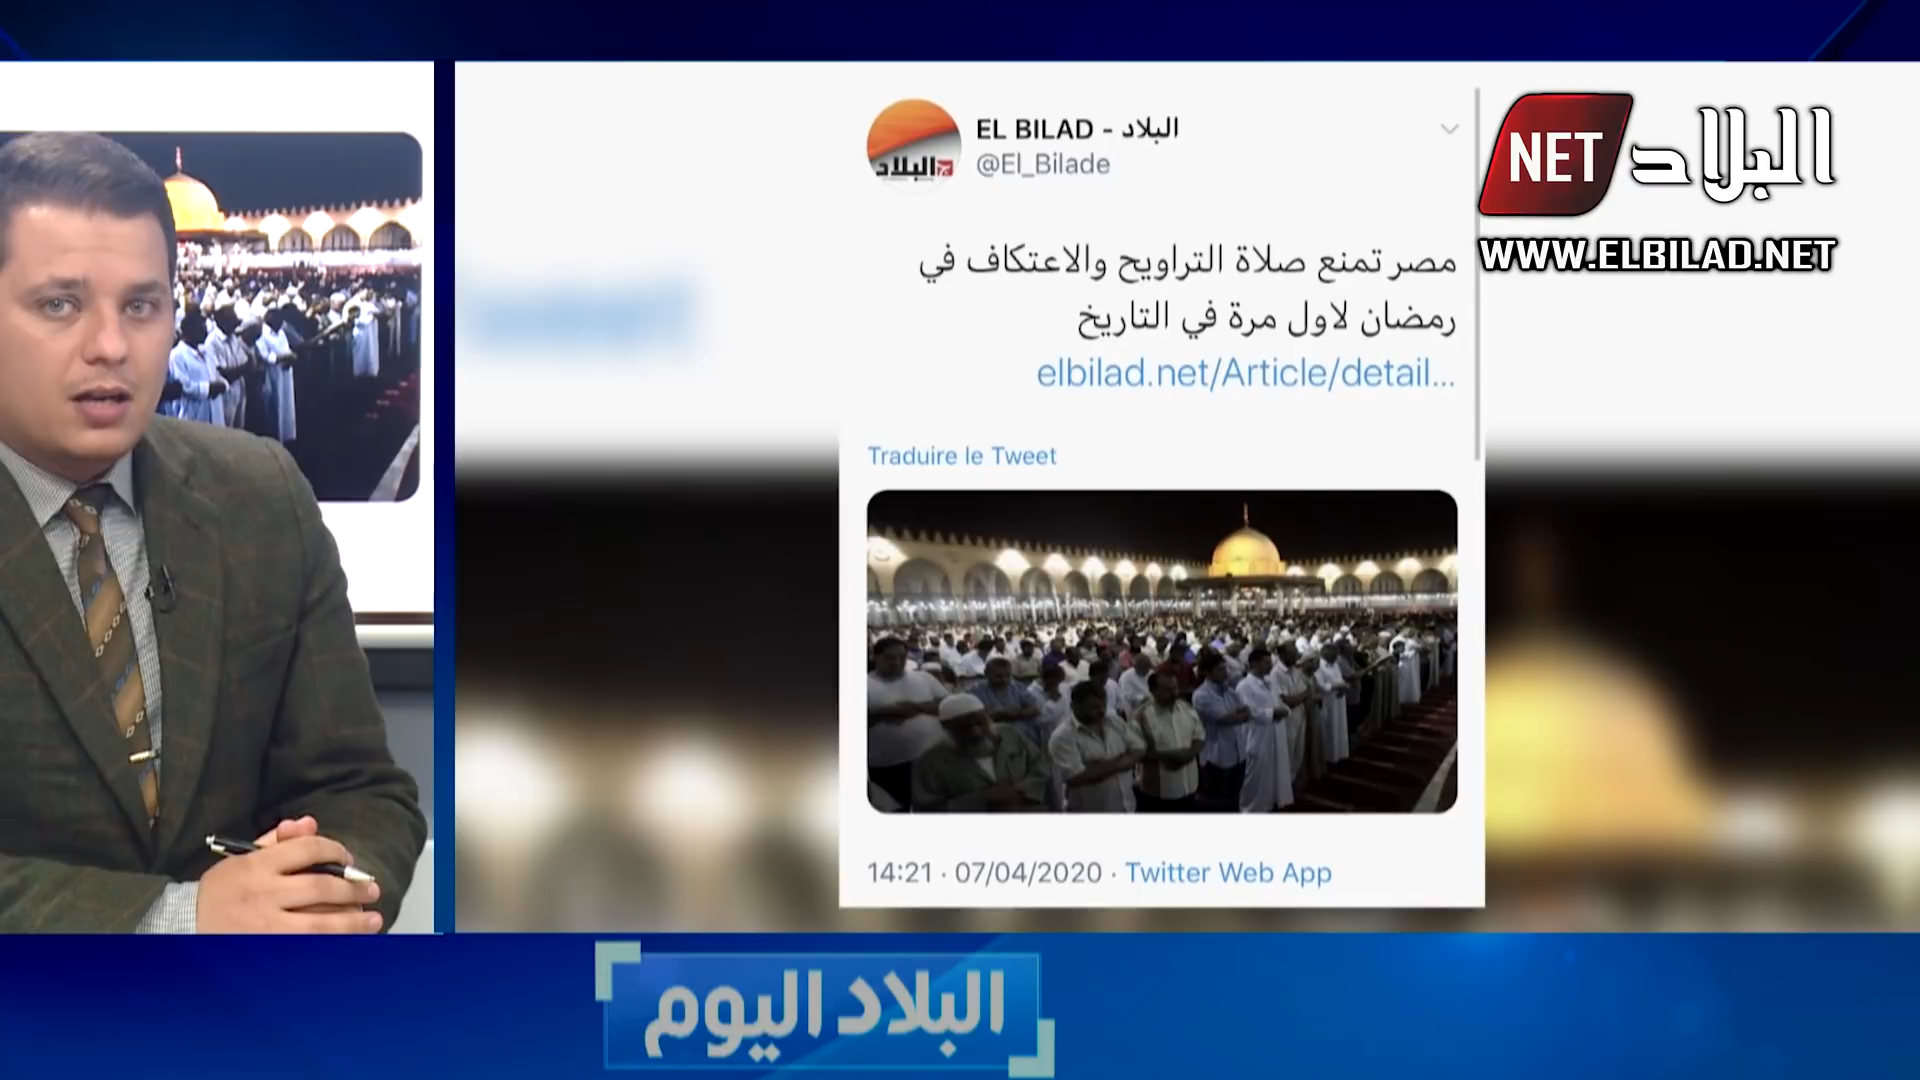 EL BILAD - البلاد
@El_Bilade
البلاد
NET البلاد
WWW.ELBILAD.NET
مصر تمنع صلاة التراويح والاعتكاف في
رمضان لاول مرة في التاريخ
elbilad.net/Article/detail...
Traduire le Tweet
14:21 · 07/04/2020 · Twitter Web App
البلاد اليوم